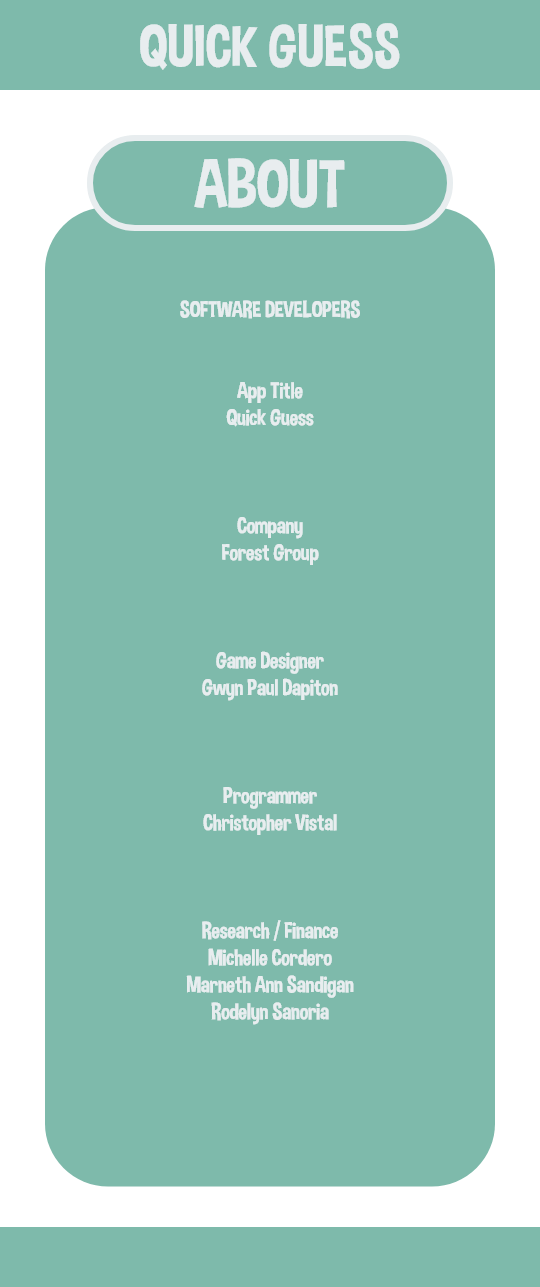 QUICK GUESS
ABOUT
SOFTWARE DEVELOPERS
App Title
Quick Guess
Company
Forest Group
Game Designer
Gwyn Paul Dapiton
Programmer
Christopher Vistal
Research / Finance
Michelle Cordero
Marneth Ann Sandigan
Rodelyn Sanoria